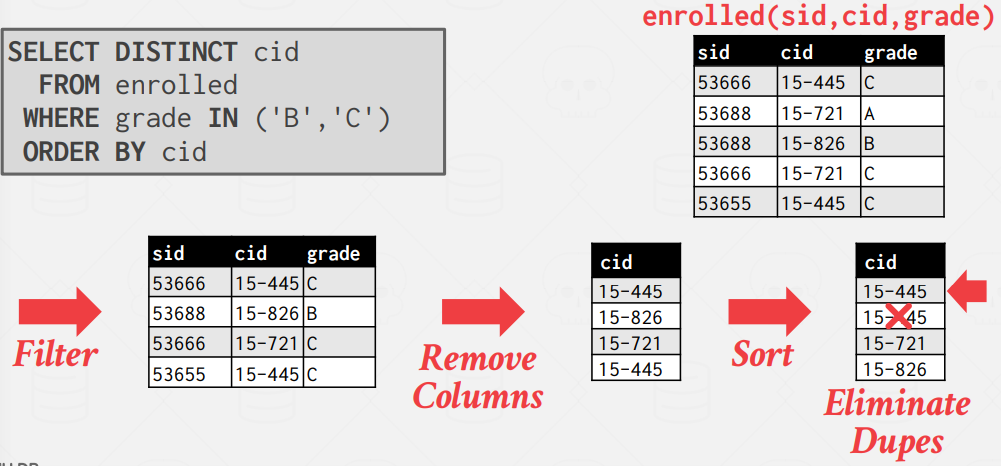 enrolled(sid,cid,grade)
SELECT DISTINCT cid
FROM enrolled
WHERE grade IN ('B','C')
ORDER BY cid
sid cid grade
53666 15-445 C
53688 15-721 A
53688 15-826 B
53666 15-721 C
53655 15-445 C
Filter
sid cid grade
53666 15-445 C
53688 15-826 B
53666 15-721 C
53655 15-445 C
Remove
Columns
cid
15-445
15-826
15-721
15-445
Sort
cid
15-445
15-445
15-721
15-826
Eliminate
Dupes